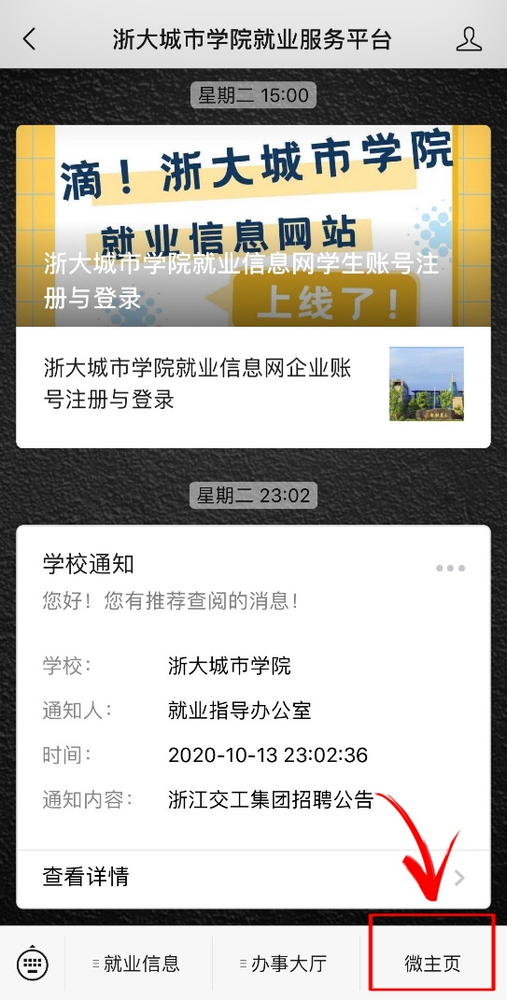 浙大城市学院就业服务平台
星期二 15:00
滴！浙大城市学院
就业信息网站
上线了！
浙大城市学院就业信息网学生账号注
册与登录
浙大城市学院就业信息网企业账
号注册与登录
星期二 23:02
学校通知
您好！您有推荐查阅的消息！
学校： 浙大城市学院
通知人： 就业指导办公室
时间： 2020-10-13 23:02:36
通知内容： 浙江交工集团招聘公告
查看详情
就业信息 办事大厅 微主页